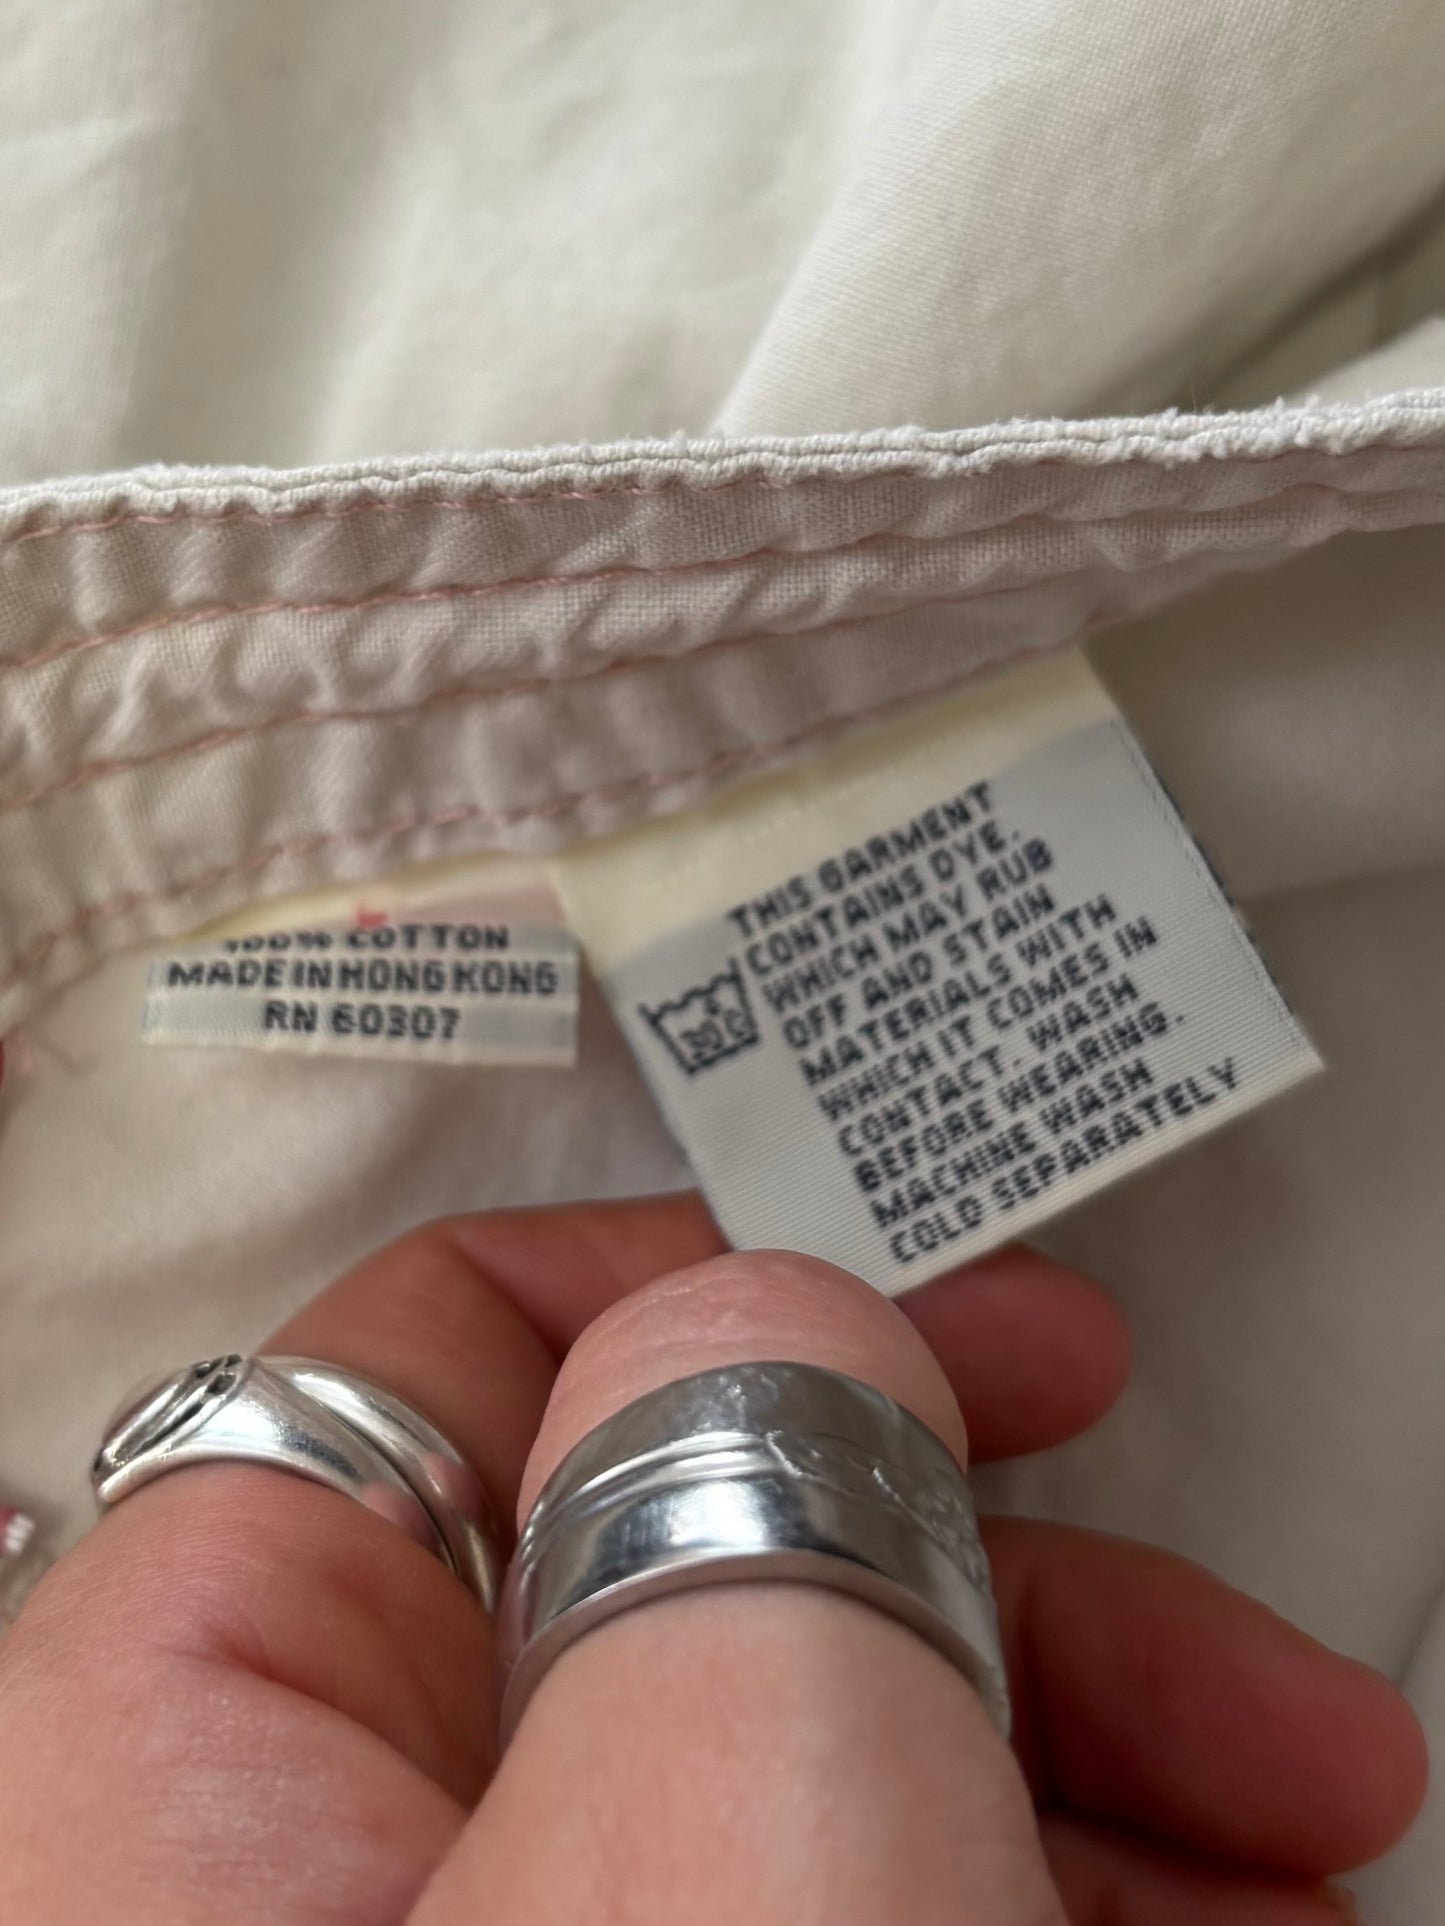 100% COTTON
MADE IN HONG KONG
RN 60307
THIS GARMENT
CONTAINS DYE.
WHICH MAY RUB
OFF AND STAIN
MATERIALS WITH
WHICH IT COMES IN
CONTACT. WASH
BEFORE WEARING.
MACHINE WASH
COLD SEPARATELY
30°C